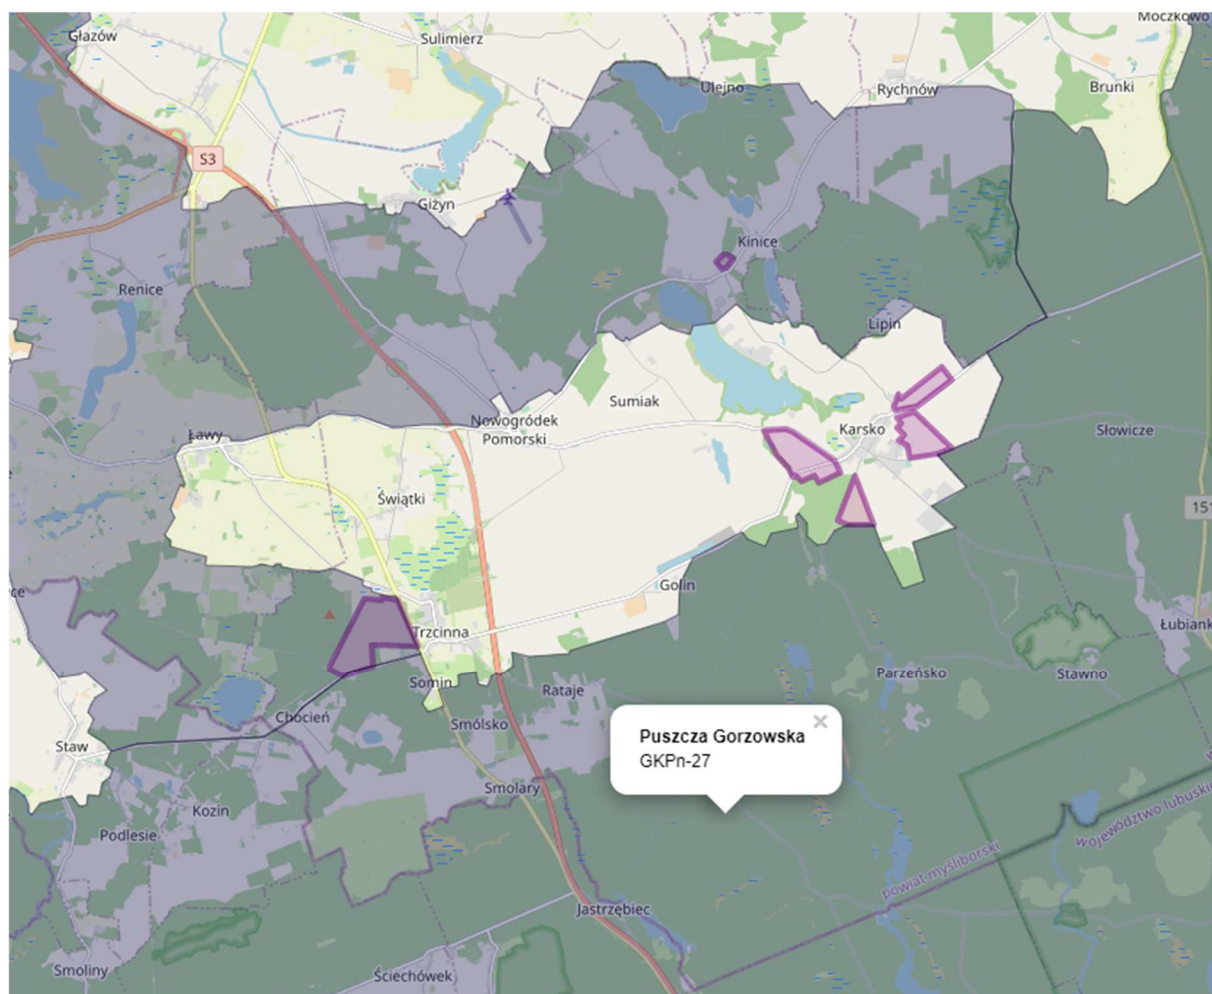 Głazów
Sulimierz
Moczkowo
Ulejno
Rychnów
Brunki
S3
Giżyn
Kinice
Renice
Lipin
Sumiak
Nowogródek
Pomorski
Karsko
Słowicze
Ławy
Świątki
151
Golin
Trzcinna
Łubiank
Somin
Rataje
Parzeńsko
Stawno
Chocień
Smólsko
Staw
Puszcza Gorzowska
×
GKPn-27
Smolary
Kozin
Podlesie
województwo lubuskie
powiat myśliborski
Jastrzębiec
Smoliny
Ściechówek